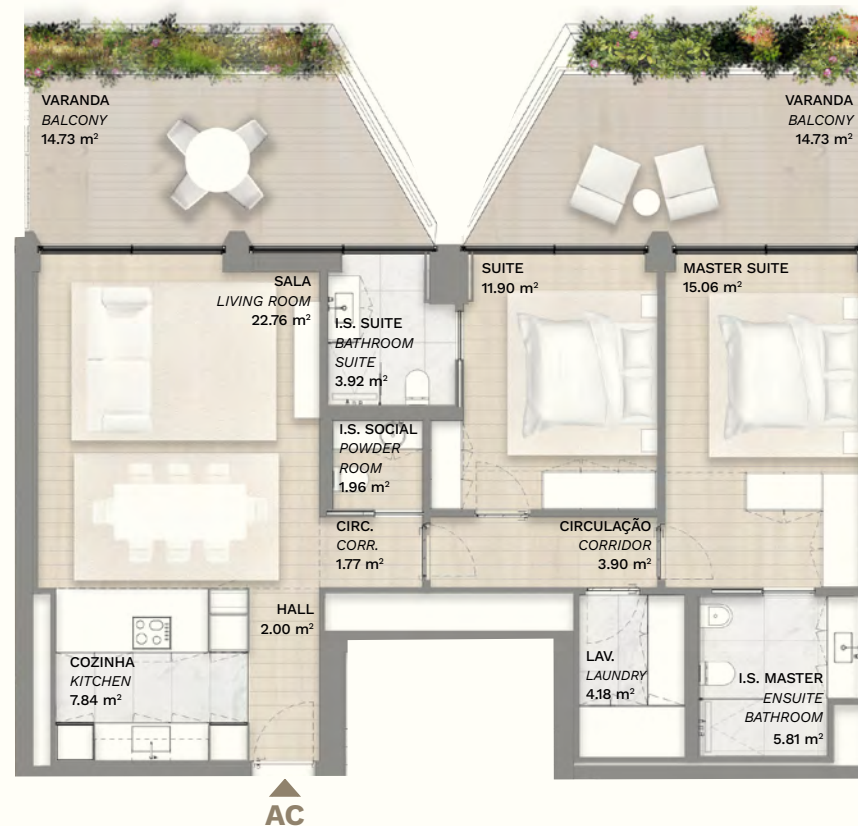 VARANDA
BALCONY
14.73 m²
VARANDA
BALCONY
14.73 m²
SALA
LIVING ROOM
22.76 m²
I.S. SUITE
BATHROOM
SUITE
3.92 m²
SUITE
11.90 m²
MASTER SUITE
15.06 m²
I.S. SOCIAL
POWDER
ROOM
1.96 m²
CIRC.
CORR.
1.77 m²
CIRCULAÇÃO
CORRIDOR
3.90 m²
HALL
2.00 m²
COZINHA
KITCHEN
7.84 m²
LAV.
LAUNDRY
4.18 m²
I.S. MASTER
ENSUITE
BATHROOM
5.81 m²
AC